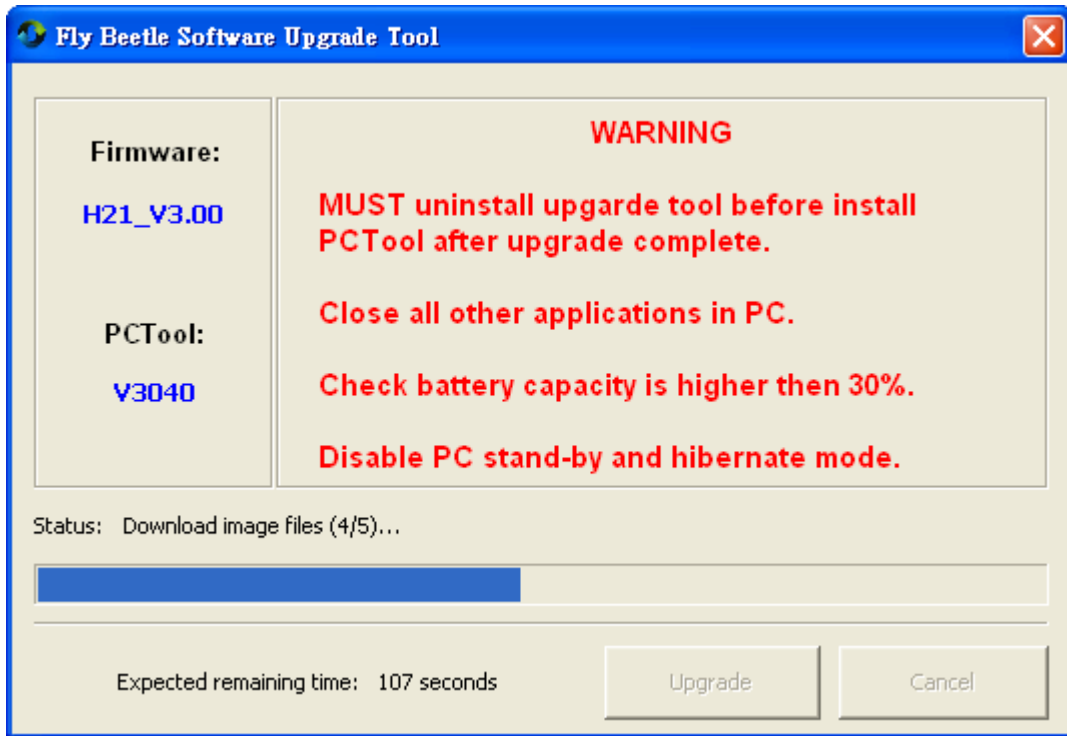 Fly Beetle Software Upgrade Tool
Firmware:
H21_V3.00
PCTool:
V3040
WARNING
MUST uninstall upgarde tool before install
PCTool after upgrade complete.
Close all other applications in PC.
Check battery capacity is higher then 30%.
Disable PC stand-by and hibernate mode.
Status: Download image files (4/5)...
Expected remaining time: 107 seconds
Upgrade
Cancel